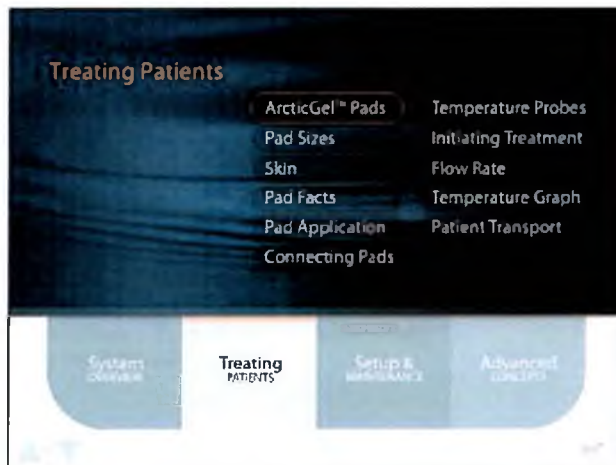 Treating Patients
ArcticGel™ Pads
Pad Sizes
Skin
Pad Facts
Pad Application
Connecting Pads
Temperature Probes
Initiating Treatment
Flow Rate
Temperature Graph
Patient Transport
System
OVERVIEW
Treating
PATIENTS
Setup &
MAINTENANCE
Advanced
CONCEPTS